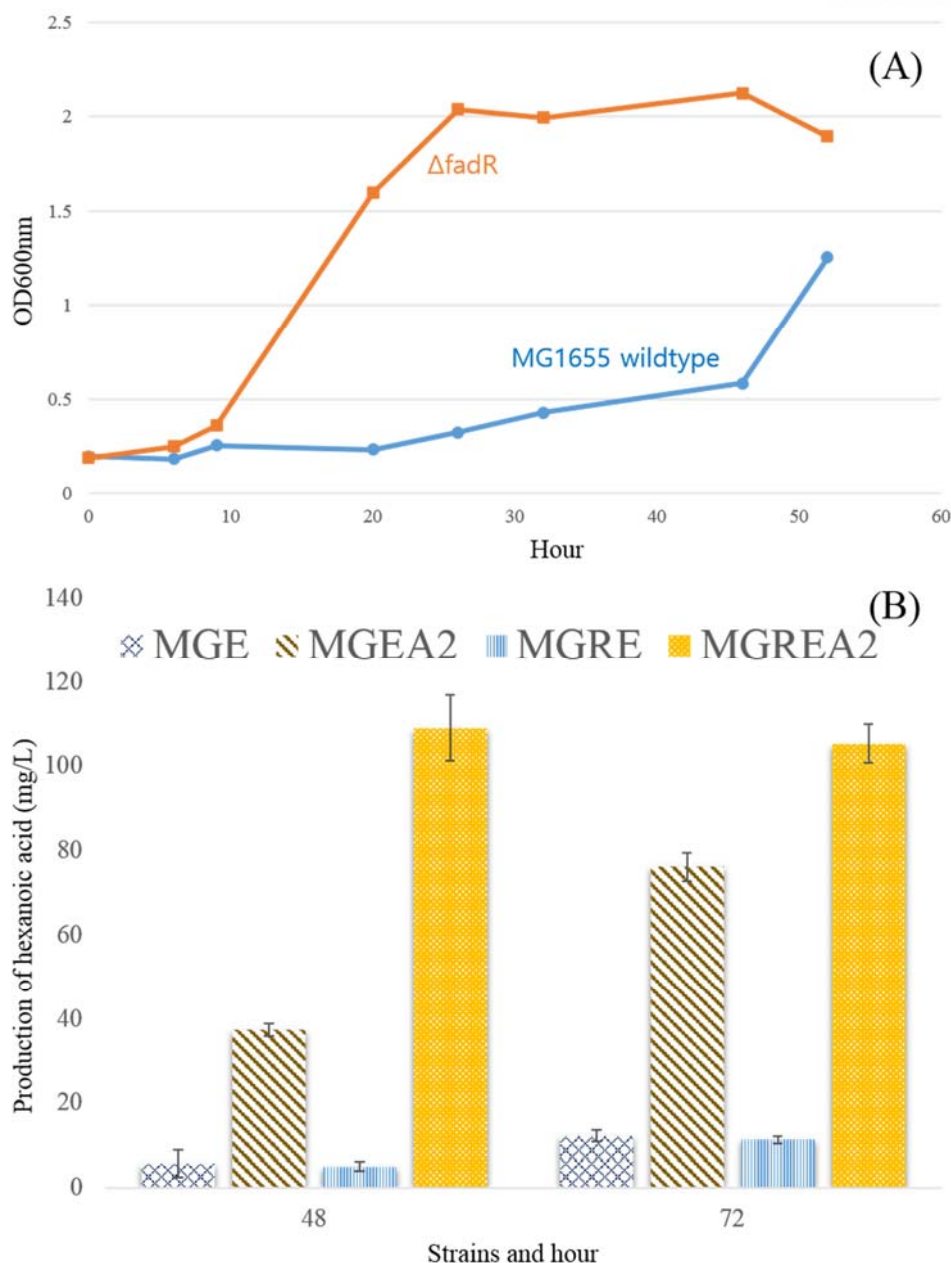 (A)
2.5
2
1.5
1
0.5
0
OD600nm
ΔfadR
MG1655 wildtype
0 10 20 30 40 50 60
Hour
(B)
140
120
100
80
60
40
20
0
Production of hexanoic acid (mg/L)
MGE MGEA2 MGRE MGREA2
48 72
Strains and hour